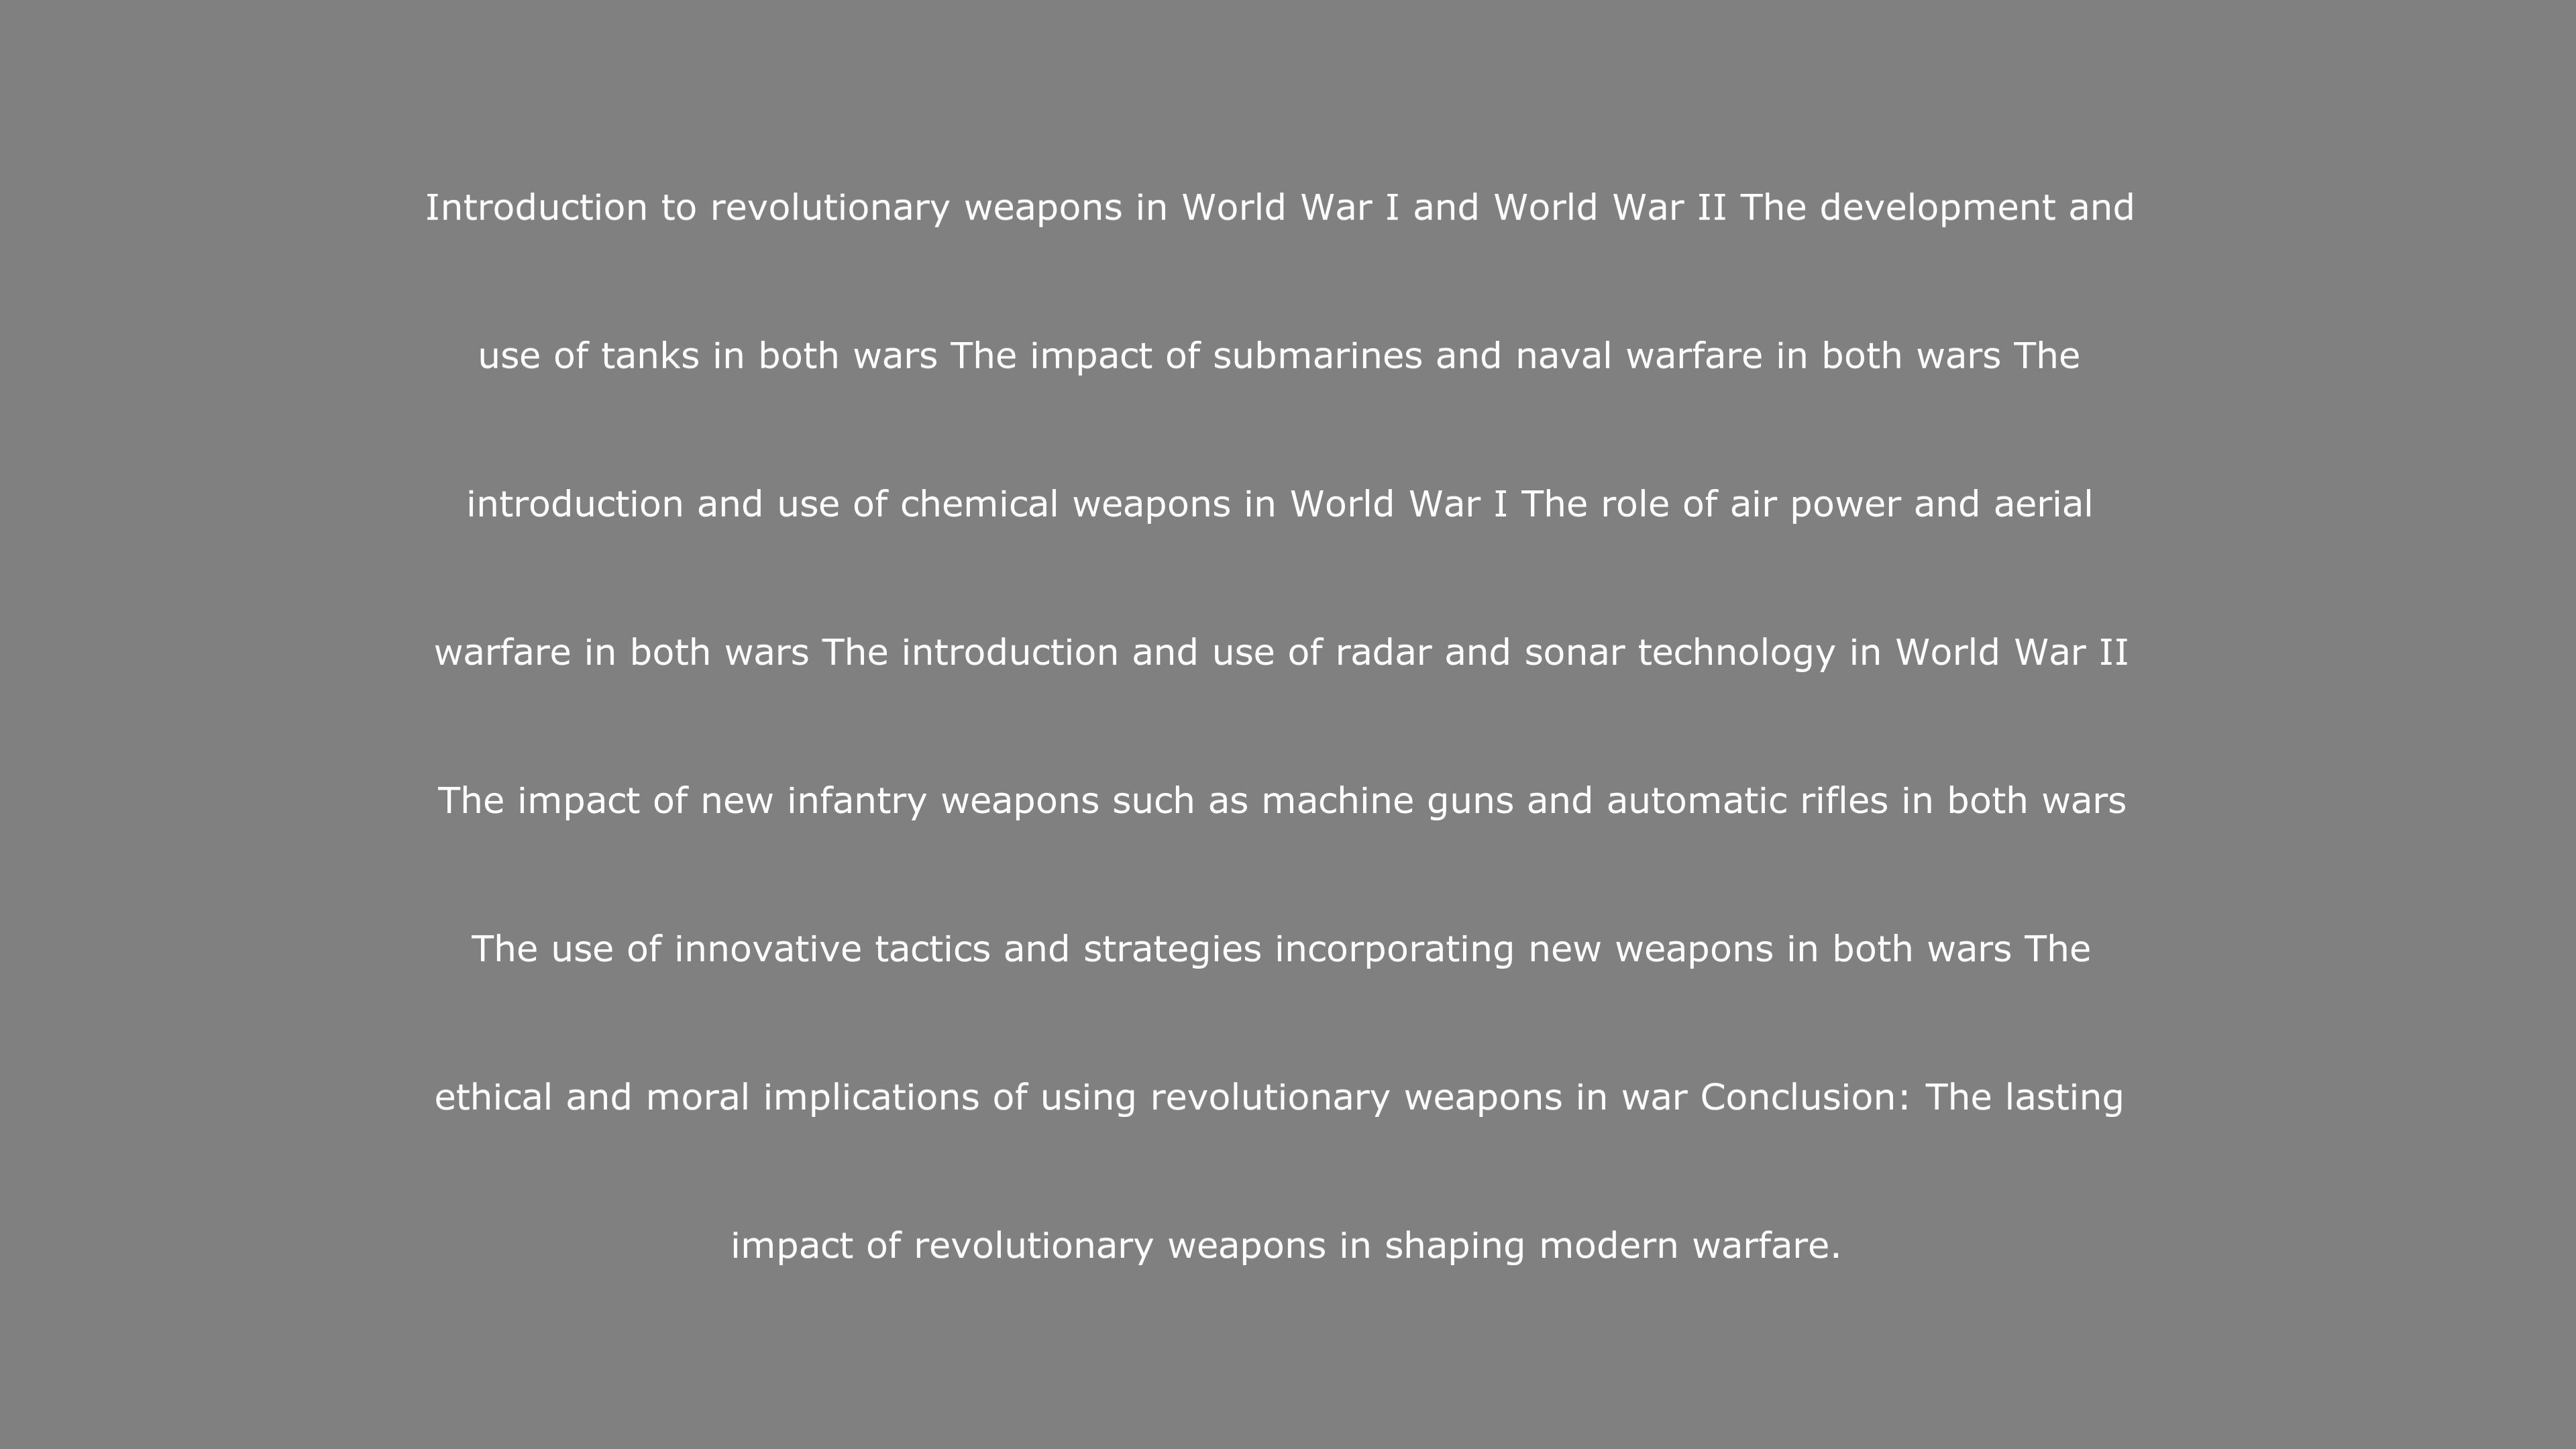 Introduction to revolutionary weapons in World War I and World War II The development and
use of tanks in both wars The impact of submarines and naval warfare in both wars The
introduction and use of chemical weapons in World War I The role of air power and aerial
warfare in both wars The introduction and use of radar and sonar technology in World War II
The impact of new infantry weapons such as machine guns and automatic rifles in both wars
The use of innovative tactics and strategies incorporating new weapons in both wars The
ethical and moral implications of using revolutionary weapons in war Conclusion: The lasting
impact of revolutionary weapons in shaping modern warfare.